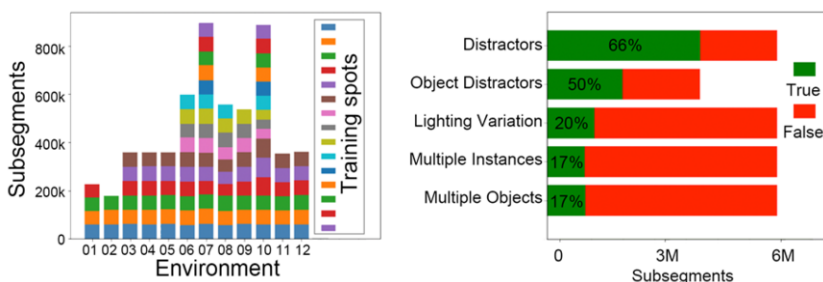 800k
600k
400k
200k
0
Subsegments
01 02 03 04 05 06 07 08 09 10 11 12
Environment
Training spots
Distractors
Object Distractors
Lighting Variation
Multiple Instances
Multiple Objects
66%
50%
20%
17%
17%
True
False
0 3M 6M
Subsegments